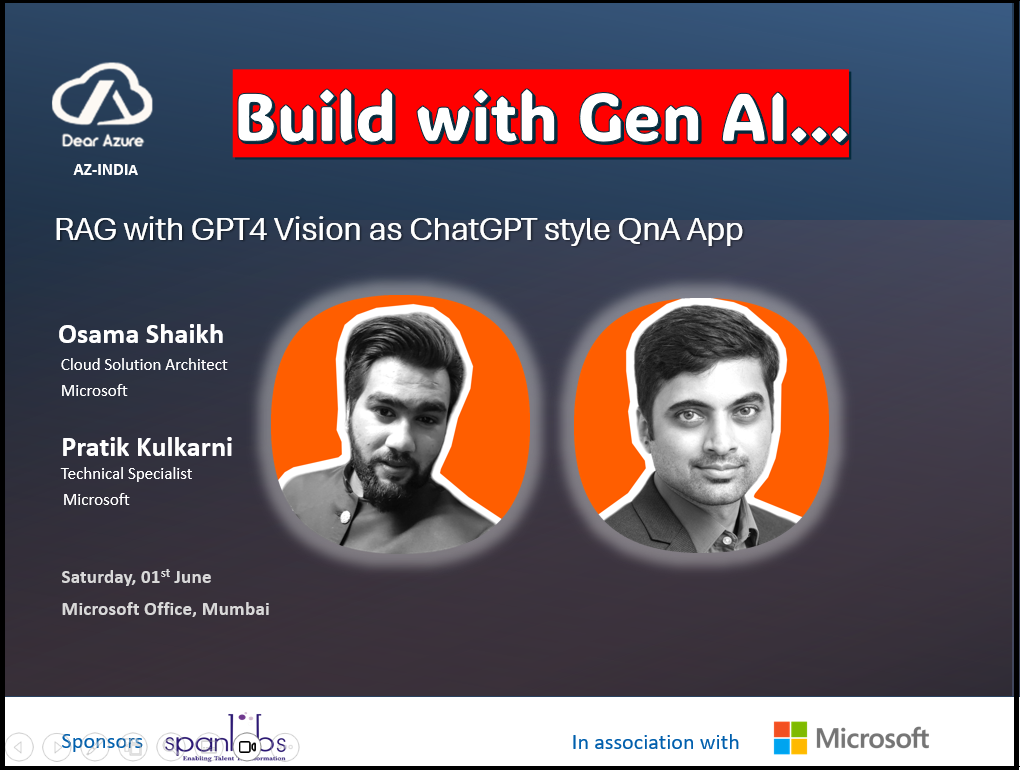 Dear Azure
AZ-INDIA
Build with Gen AI...
RAG with GPT4 Vision as ChatGPT style QnA App
Osama Shaikh
Cloud Solution Architect
Microsoft
Pratik Kulkarni
Technical Specialist
Microsoft
Saturday, 01st June
Microsoft Office, Mumbai
Sponsors
Enabling Talent
In association with
Microsoft